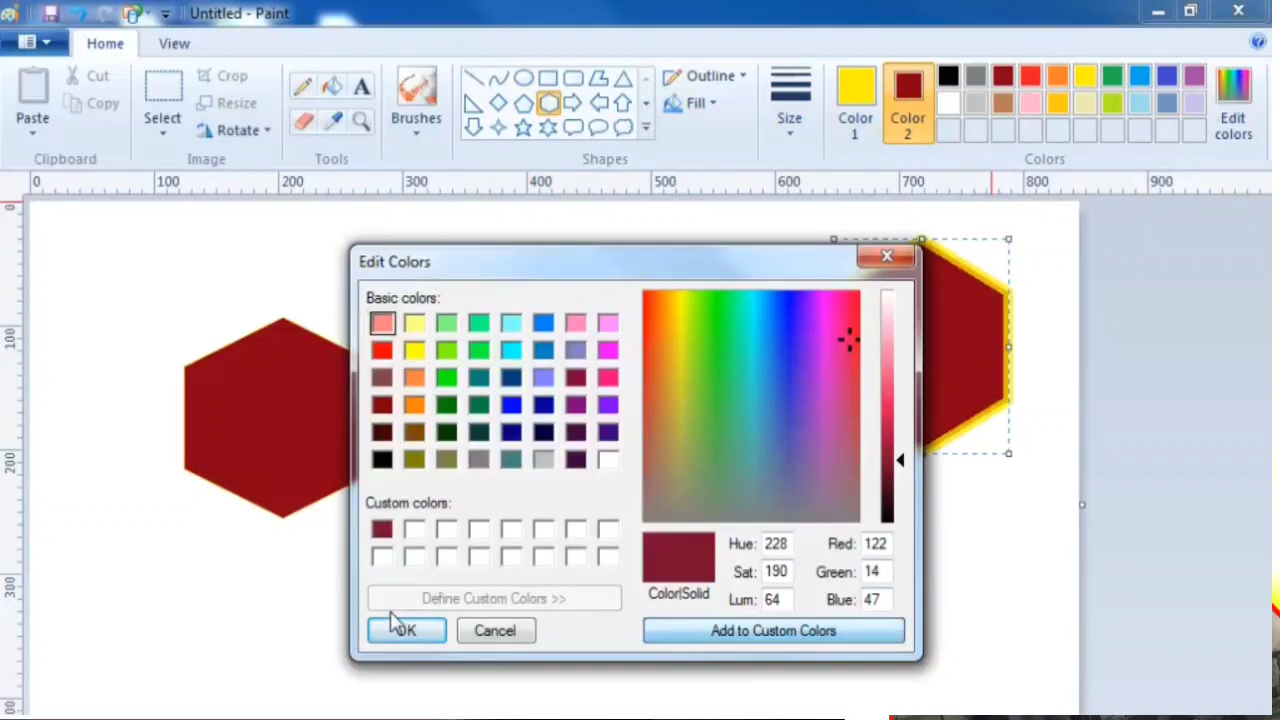 Untitled - Paint
Home View
Paste
Cut
Copy
Clipboard
Select
Crop
Resize
Rotate
Image
Tools
Brushes
Shapes
Outline
Fill
Size
Color
1
Color
2
Colors
Edit
colors
0 100 200 300 400 500 600 700 800 900
0
100
200
300
Edit Colors
Basic colors:
Custom colors:
Define Custom Colors >>
OK Cancel
Color|Solid
Hue: 228 Red: 122
Sat: 190 Green: 14
Lum: 64 Blue: 47
Add to Custom Colors